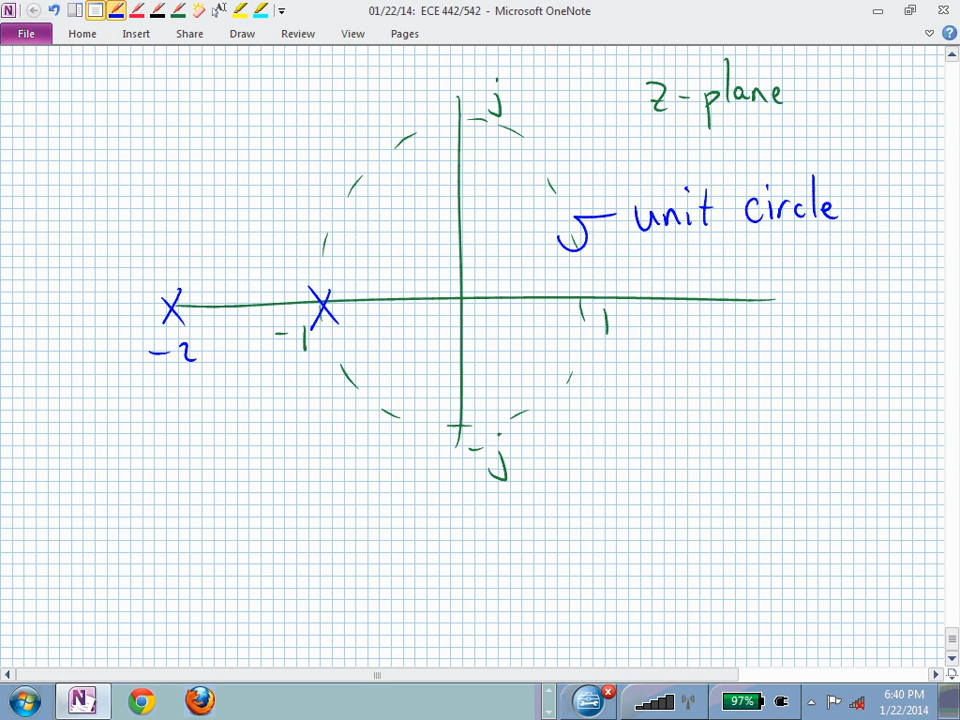 01/22/14: ECE 442/542 - Microsoft OneNote
File Home Insert Share Draw Review View Pages
j
z-plane
unit circle
-1
1
-2
-j
97%
6:40 PM
1/22/2014